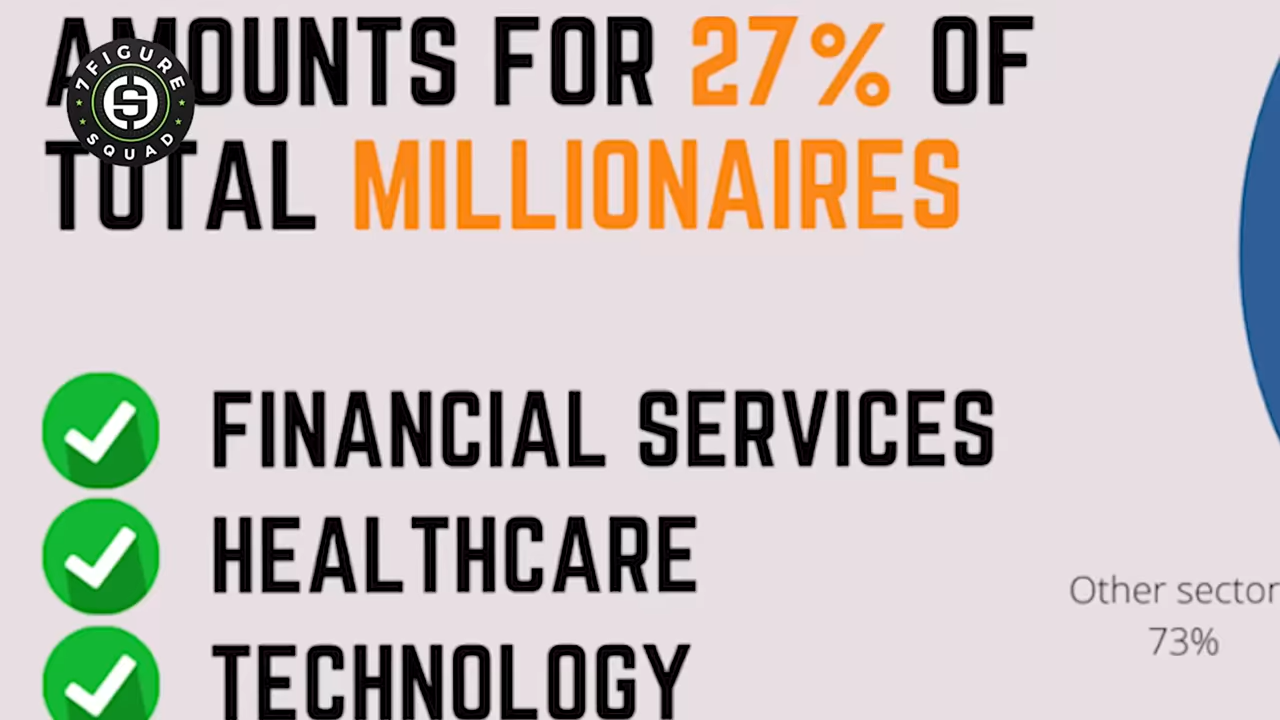 AMOUNTS FOR 27% OF
TOTAL MILLIONAIRES
7FIGURE
SQUAD
FINANCIAL SERVICES
HEALTHCARE
TECHNOLOGY
Other sector
73%